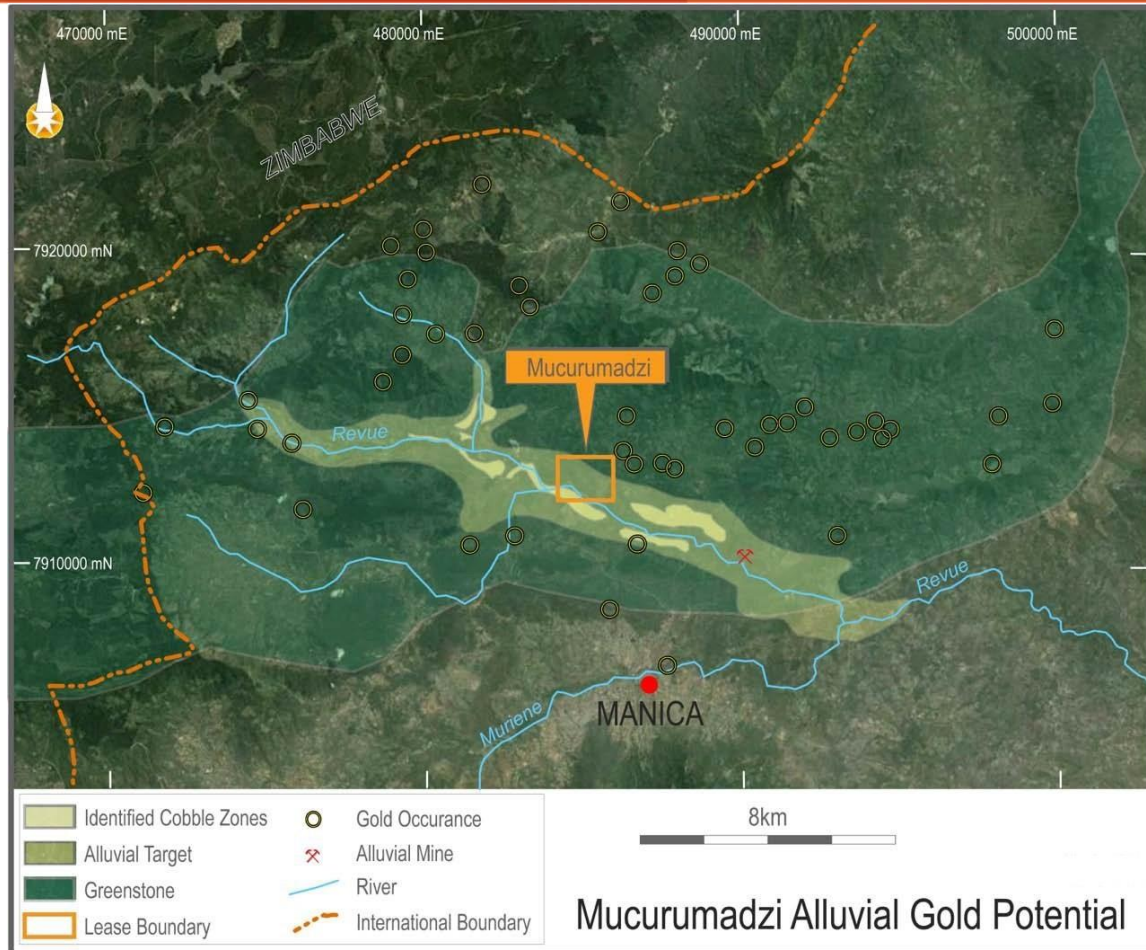 470000 mE
480000 mE
490000 mE
500000 mE
ZIMBABWE
7920000 mN
Mucurumadzi
Revue
7910000 mN
Revue
Muriene
MANICA
Identified Cobble Zones
Gold Occurance
Alluvial Target
Alluvial Mine
Greenstone
River
Lease Boundary
International Boundary
8km
Mucurumadzi Alluvial Gold Potential